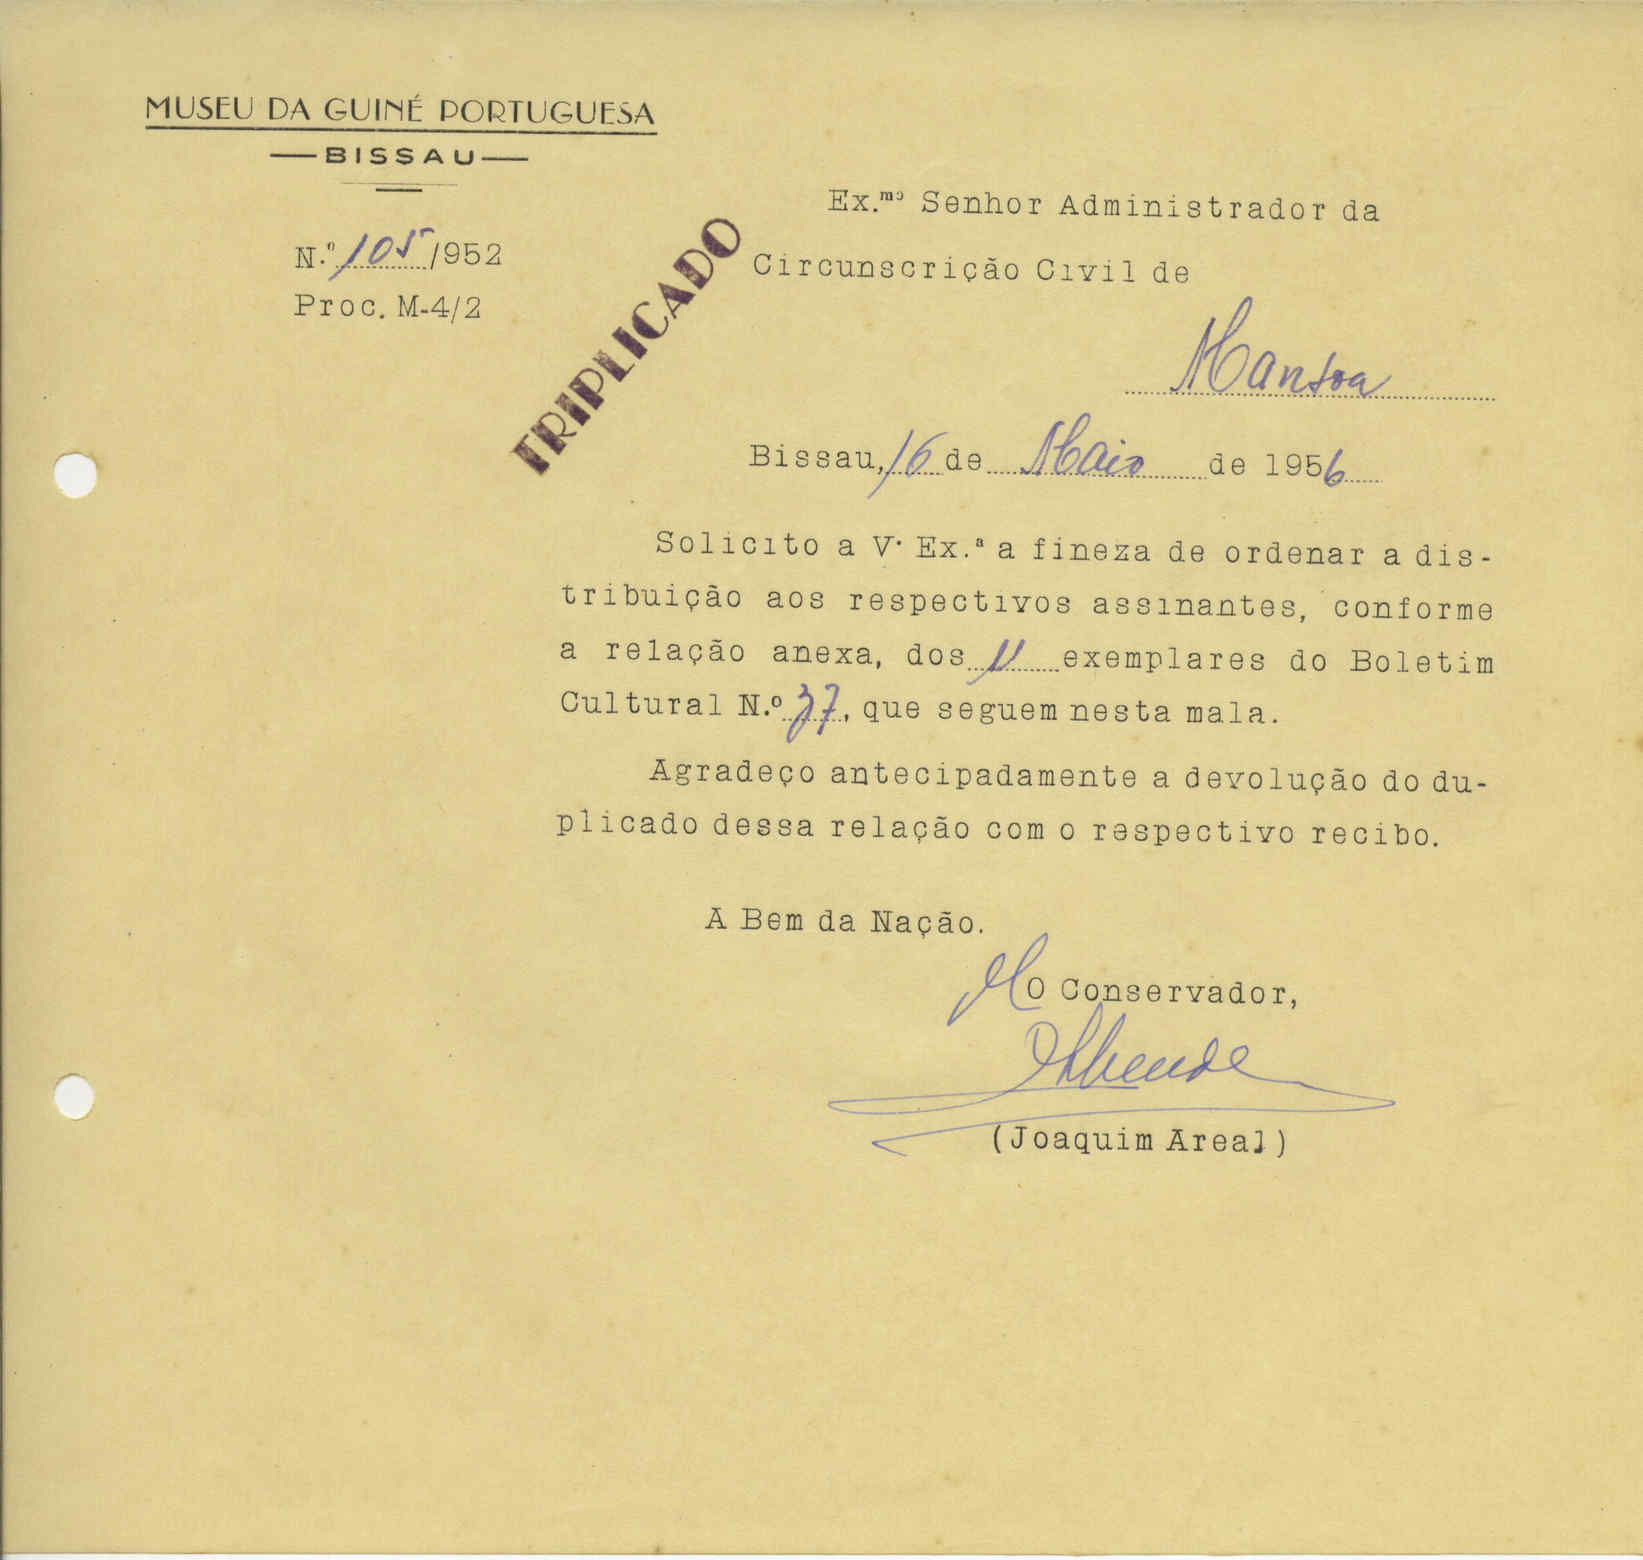 MUSEU DA GUINÉ PORTUGUESA
BISSAU
N.º 105/952
Proc. M-4/2
TRIPLICADO
Ex.mo Senhor Administrador da
Circunscrição Civil de
Mansoa
Bissau, 16 de Maio de 1956
Solicito a V. Ex.ª a fineza de ordenar a dis-
tribuição aos respectivos assinantes, conforme
a relação anexa, dos 11 exemplares do Boletim
Cultural N.º 37, que seguem nesta mala.
Agradeço antecipadamente a devolução do du-
plicado dessa relação com o respectivo recibo.
A Bem da Nação.
O Conservador,
(Joaquim Areal)